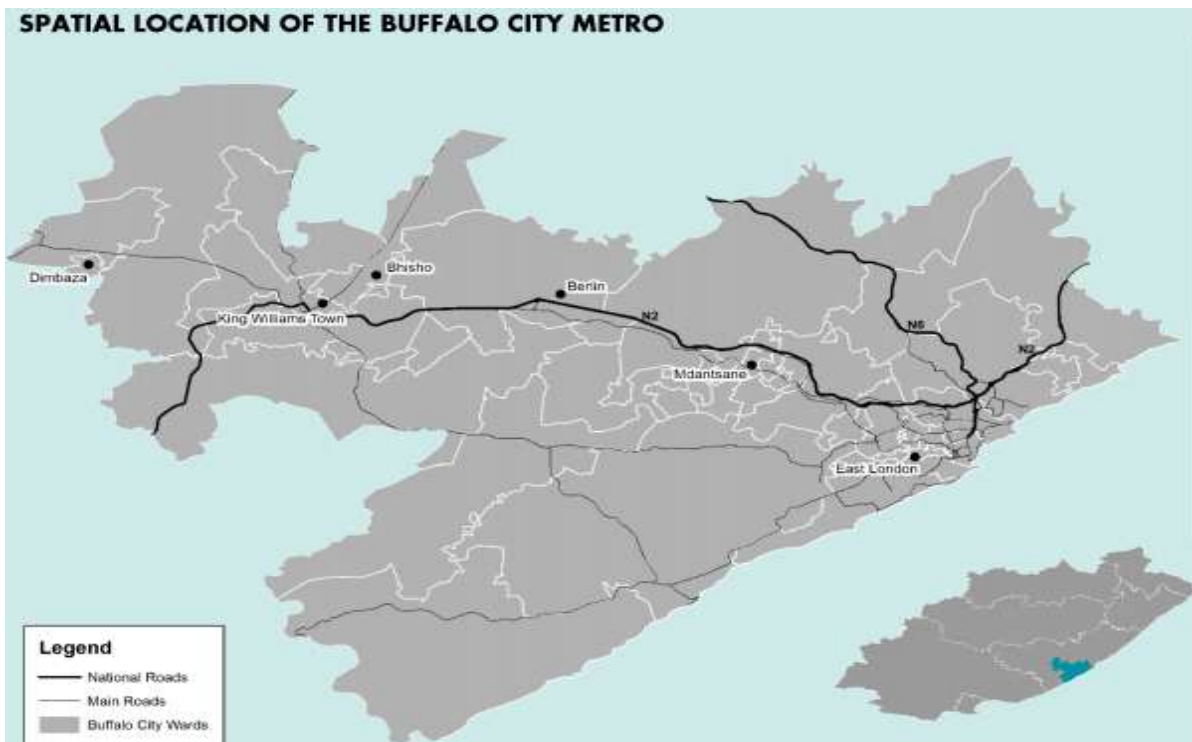 SPATIAL LOCATION OF THE BUFFALO CITY METRO
Dimbaza
Bhisho
King Williams Town
Berlin
N2
Mdantsane
N6
N2
East London
Legend
National Roads
Main Roads
Buffalo City Wards